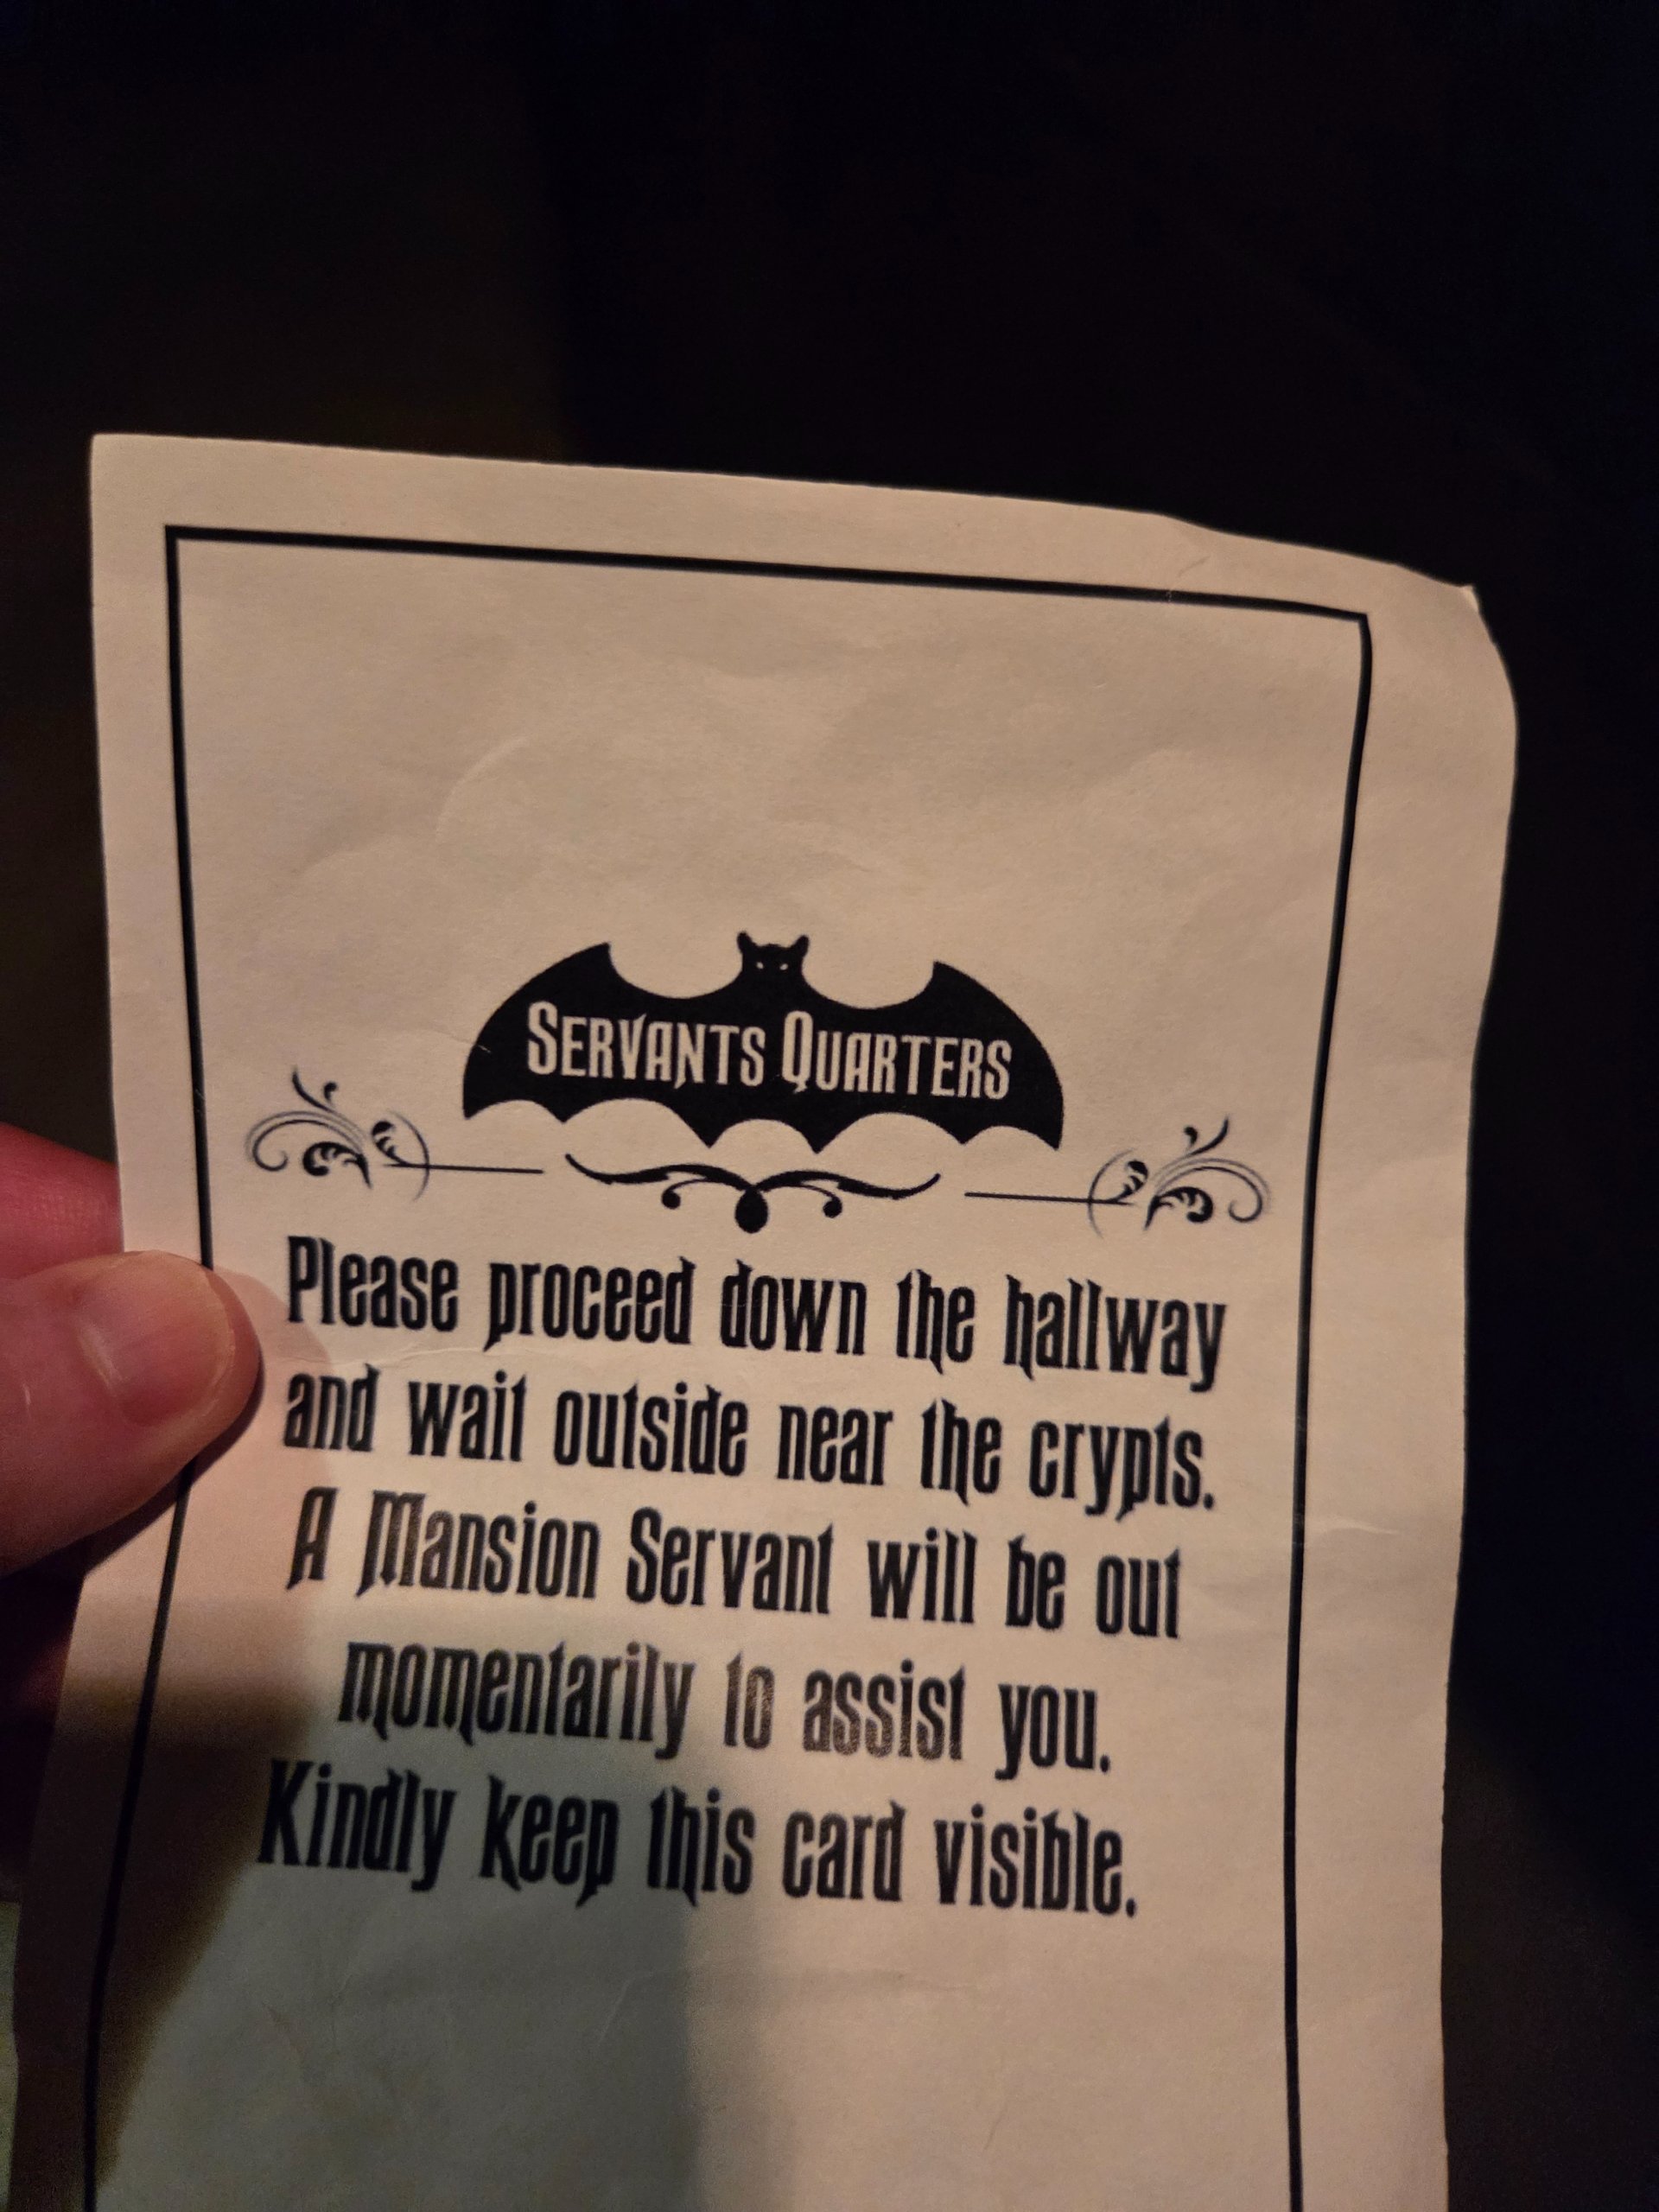 SERVANTS QUARTERS
Please proceed down the hallway
and wait outside near the crypts.
A Mansion Servant will be out
momentarily to assist you.
Kindly keep this card visible.